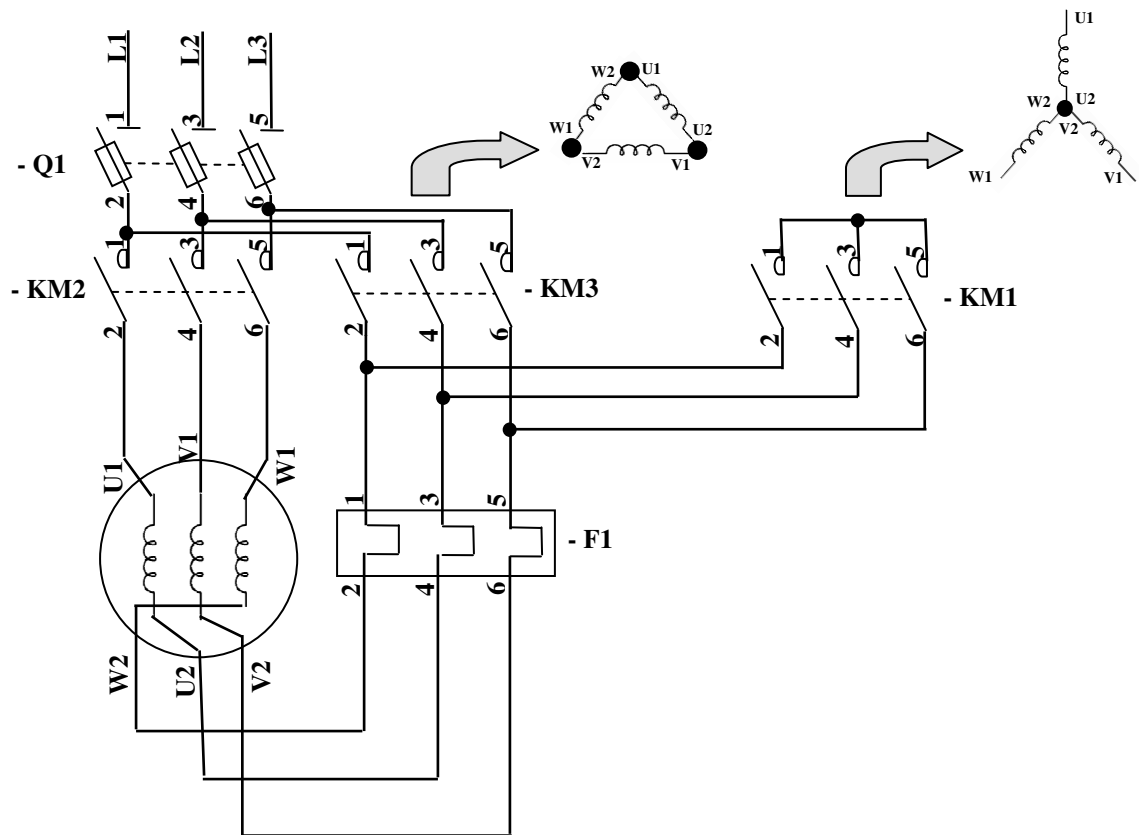 L1 L2 L3
U1
W2 U1
W1 U2
V2 V1
W2 U2
V2
W1 V1
1 3 5
- Q1
2 4 6
1 3 5 1 3 5 1 3 5
- KM2 - KM3 - KM1
2 4 6 2 4 6 2 4 6
U1 V1 W1
1 3 5
- F1
2 4 6
W2 U2 V2